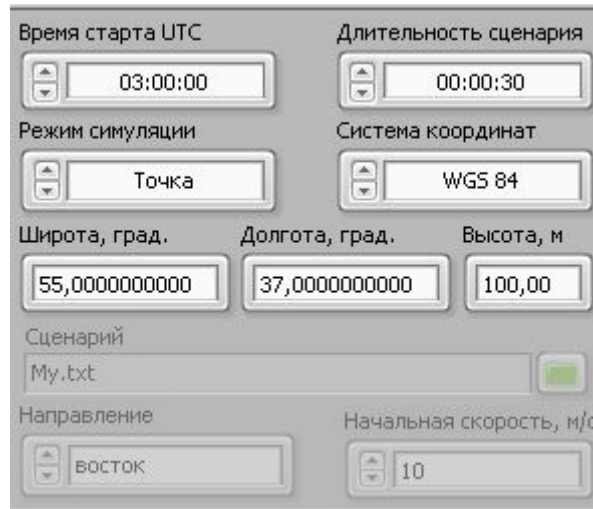 Время старта UTC Длительность сценария
03:00:00 00:00:30
Режим симуляции Система координат
Точка WGS 84
Широта, град. Долгота, град. Высота, м
55,0000000000 37,0000000000 100,00
Сценарий
My.txt
Направление Начальная скорость, м/с
восток 10